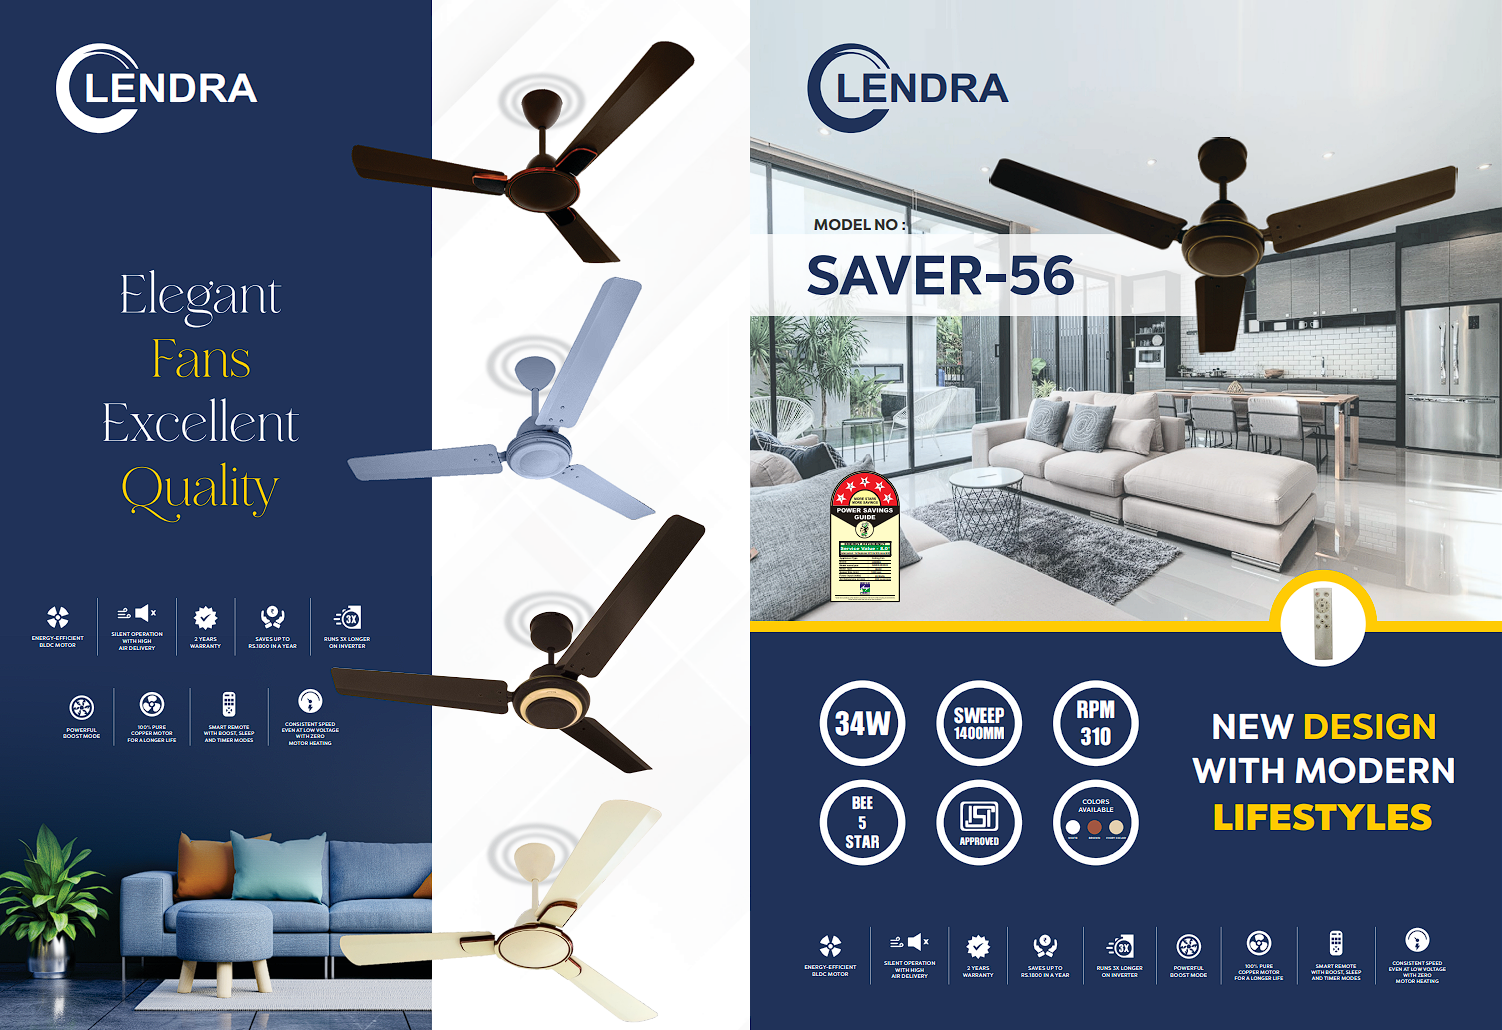 LENDRA
Elegant
Fans
Excellent
Quality
ENERGY-EFFICIENT
BLDC MOTOR
SILENT OPERATION
WITH HIGH
AIR DELIVERY
2 YEARS
WARRANTY
SAVES UP TO
RS.1800 IN A YEAR
3X
RUNS 3X LONGER
ON INVERTER
POWERFUL
BOOST MODE
100% PURE
COPPER MOTOR
FOR A LONGER LIFE
SMART REMOTE
WITH BOOST, SLEEP
AND TIMER MODES
CONSISTENT SPEED
EVEN AT LOW VOLTAGE
WITH ZERO
MOTOR HEATING
LENDRA
MODEL NO :
SAVER-56
MORE STARS
MORE SAVINGS
POWER SAVINGS
GUIDE
34W
SWEEP
1400MM
RPM
310
BEE
5
STAR
ISI
APPROVED
COLORS
AVAILABLE
NEW DESIGN
WITH MODERN
LIFESTYLES
ENERGY-EFFICIENT
BLDC MOTOR
SILENT OPERATION
WITH HIGH
AIR DELIVERY
2 YEARS
WARRANTY
SAVES UP TO
RS.1800 IN A YEAR
3X
RUNS 3X LONGER
ON INVERTER
POWERFUL
BOOST MODE
100% PURE
COPPER MOTOR
FOR A LONGER LIFE
SMART REMOTE
WITH BOOST, SLEEP
AND TIMER MODES
CONSISTENT SPEED
EVEN AT LOW VOLTAGE
WITH ZERO
MOTOR HEATING